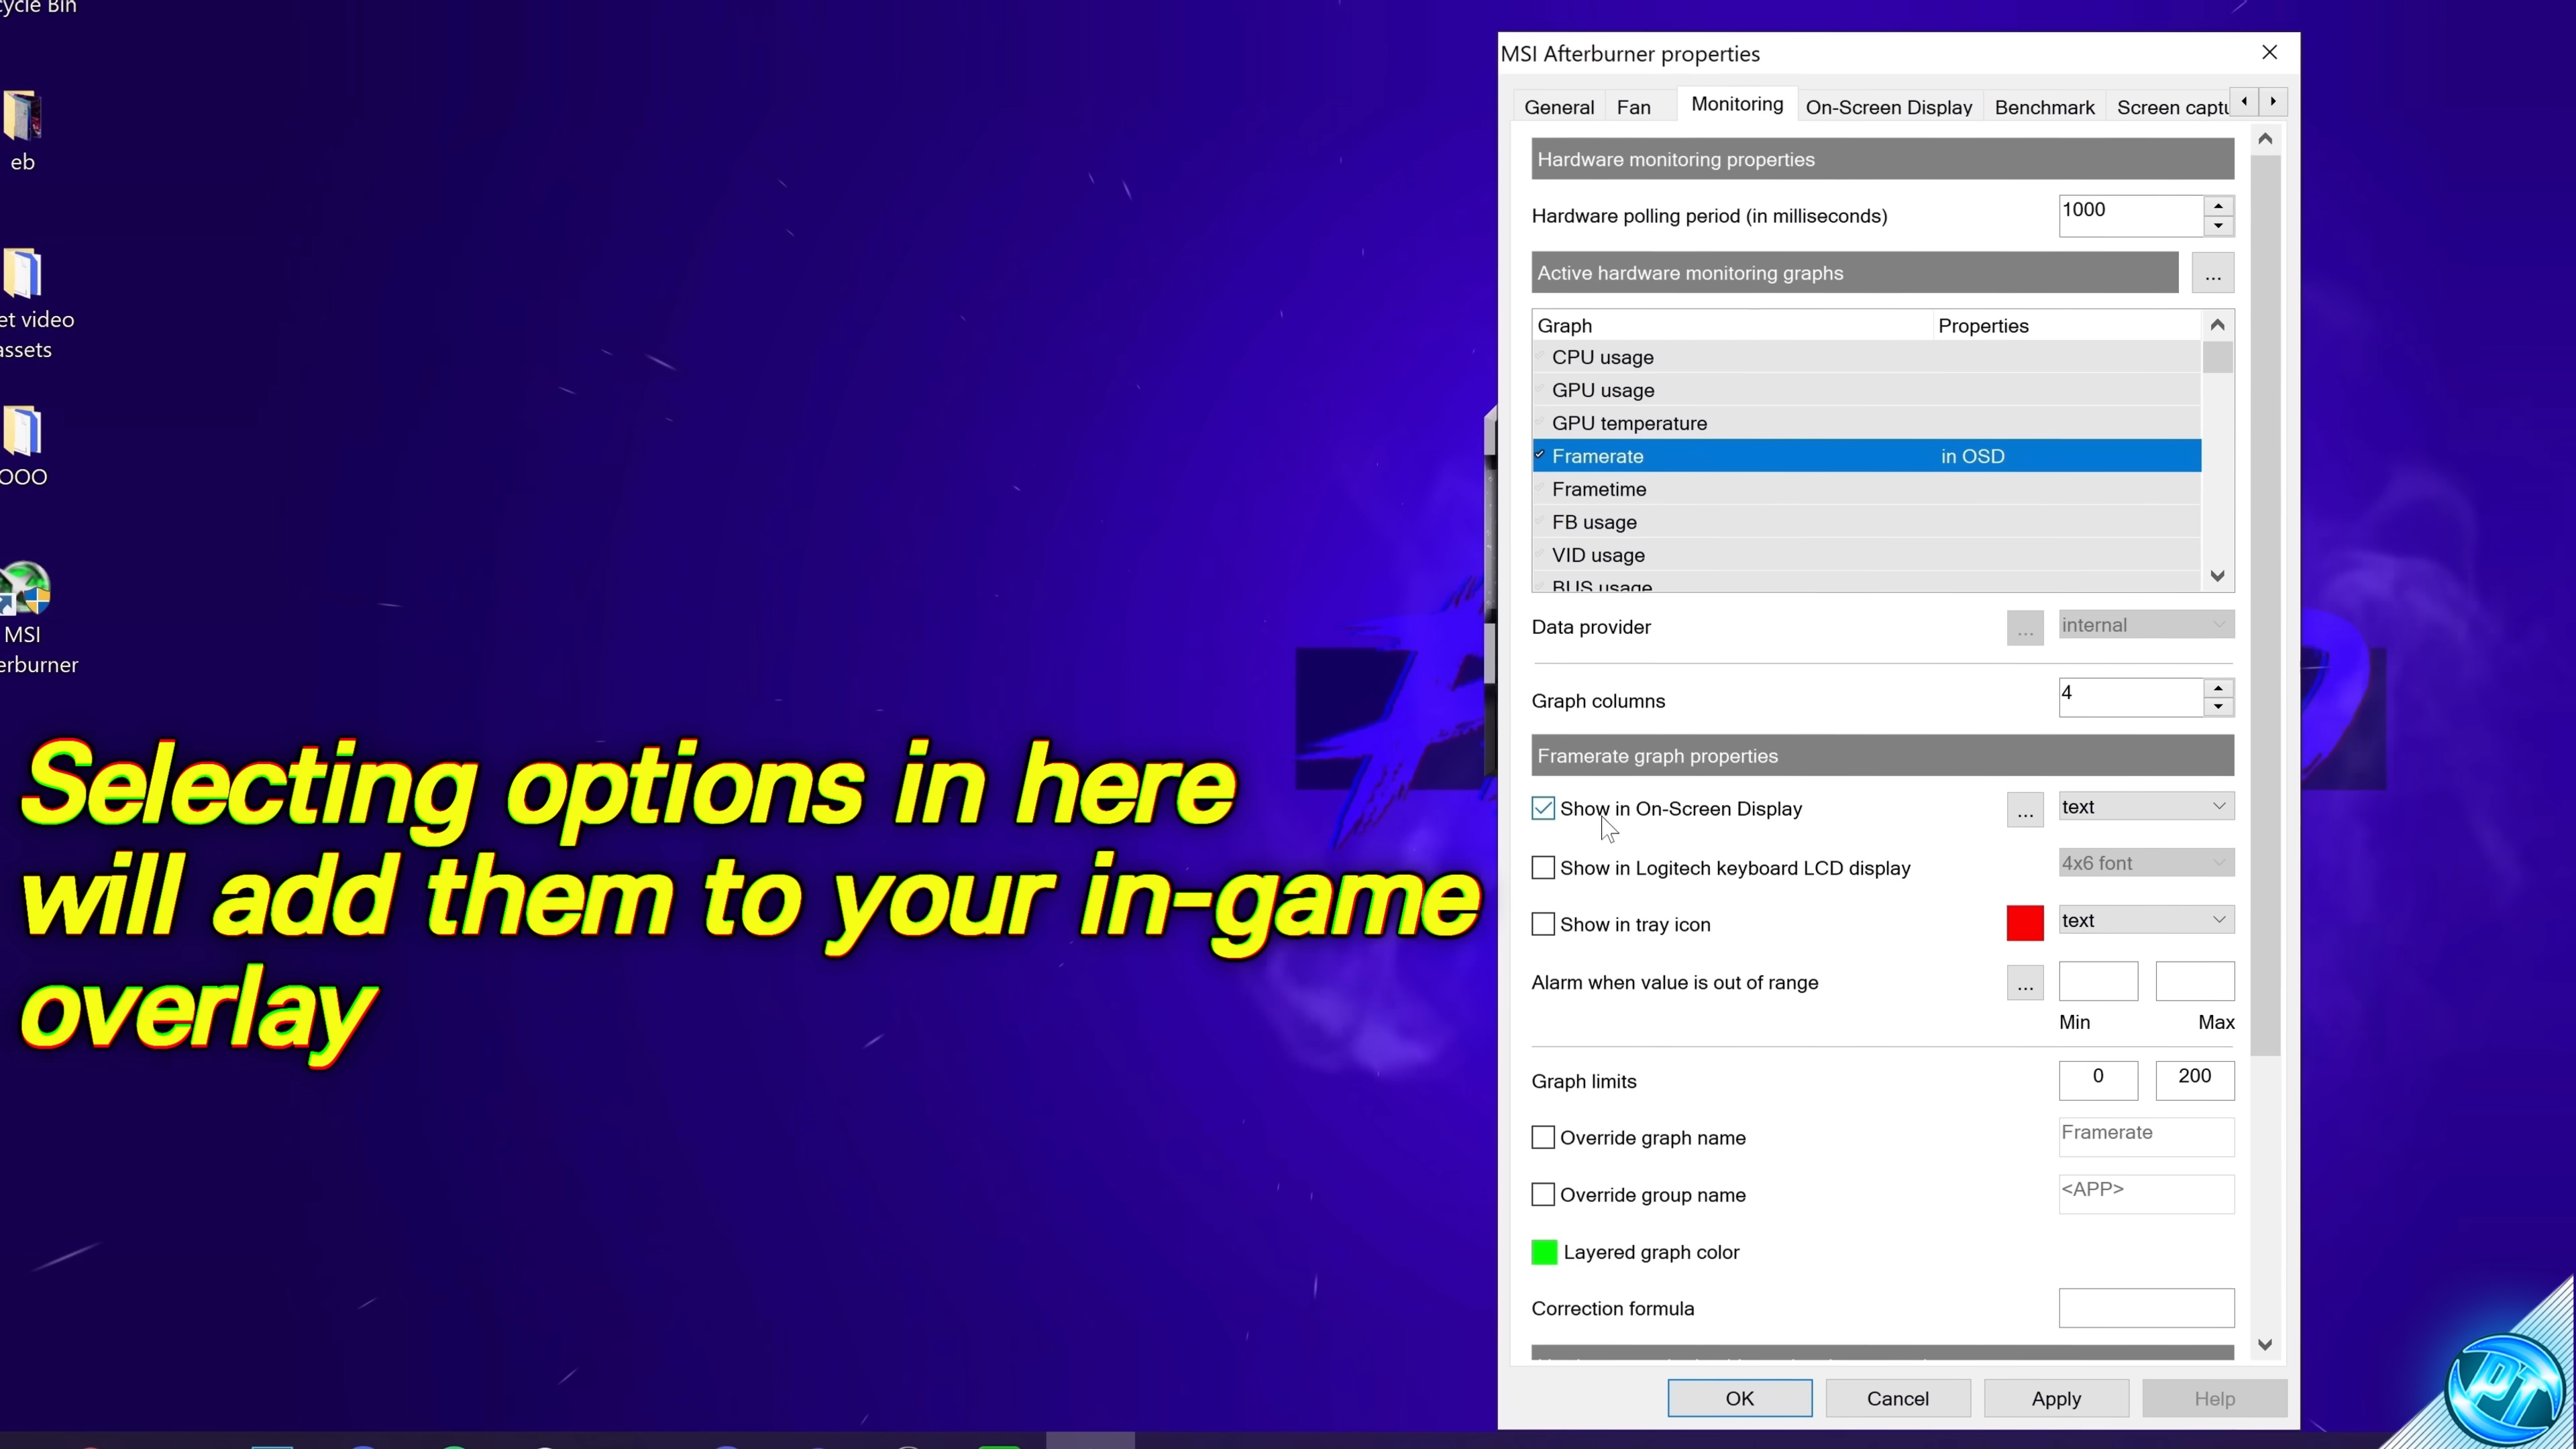 cycle Bin
eb
et video
assets
OOO
MSI
erburner
Selecting options in here
will add them to your in-game
overlay
MSI Afterburner properties
General Fan Monitoring On-Screen Display Benchmark Screen captu
Hardware monitoring properties
Hardware polling period (in milliseconds) 1000
Active hardware monitoring graphs ...
Graph Properties
CPU usage
GPU usage
GPU temperature
Framerate in OSD
Frametime
FB usage
VID usage
BUS usage
Data provider ... internal
Graph columns 4
Framerate graph properties
Show in On-Screen Display ... text
Show in Logitech keyboard LCD display 4x6 font
Show in tray icon text
Alarm when value is out of range ...
Min Max
Graph limits 0 200
Override graph name Framerate
Override group name <APP>
Layered graph color
Correction formula
OK Cancel Apply Help
PT